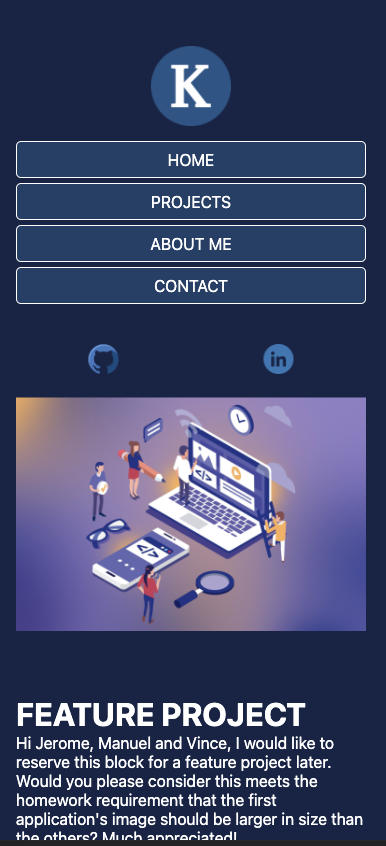 K
HOME
PROJECTS
ABOUT ME
CONTACT
in
</>
</>
FEATURE PROJECT
Hi Jerome, Manuel and Vince, I would like to
reserve this block for a feature project later.
Would you please consider this meets the
homework requirement that the first
application's image should be larger in size than
the others? Much appreciated!